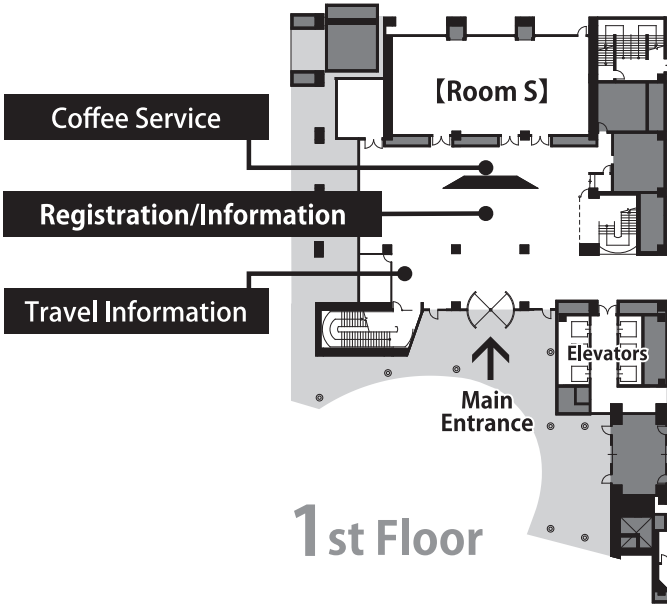 【Room S】
Coffee Service
Registration/Information
Travel Information
Elevators
Main
Entrance
1st Floor